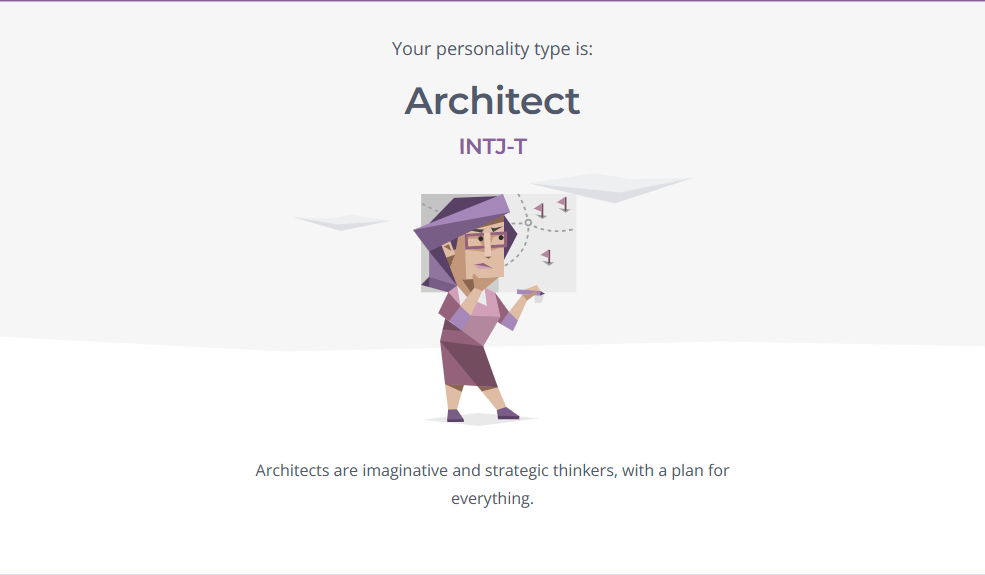 Your personality type is:
Architect
INTJ-T
Architects are imaginative and strategic thinkers, with a plan for
everything.